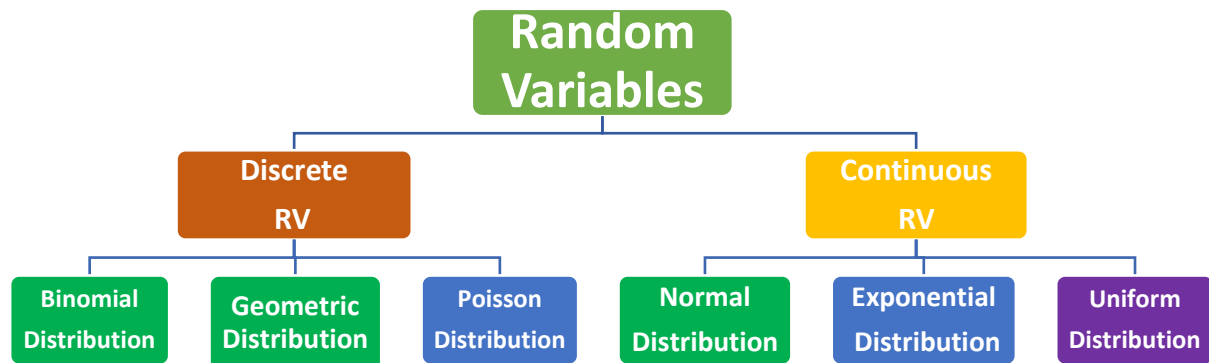 Random
Variables
Discrete
RV
Continuous
RV
Binomial
Distribution
Geometric
Distribution
Poisson
Distribution
Normal
Distribution
Exponential
Distribution
Uniform
Distribution